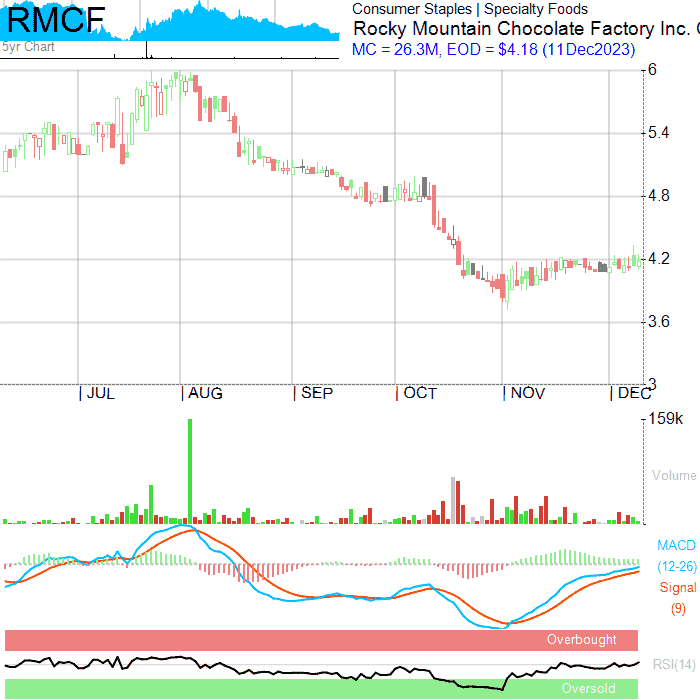 RMCF
5yr Chart
Consumer Staples | Specialty Foods
Rocky Mountain Chocolate Factory Inc. (
MC = 26.3M, EOD = $4.18 (11Dec2023)
6
5.4
4.8
4.2
3.6
3
| JUL | AUG | SEP | OCT | NOV | DEC
159k
Volume
MACD
(12-26)
Signal
(9)
Overbought
RSI(14)
Oversold